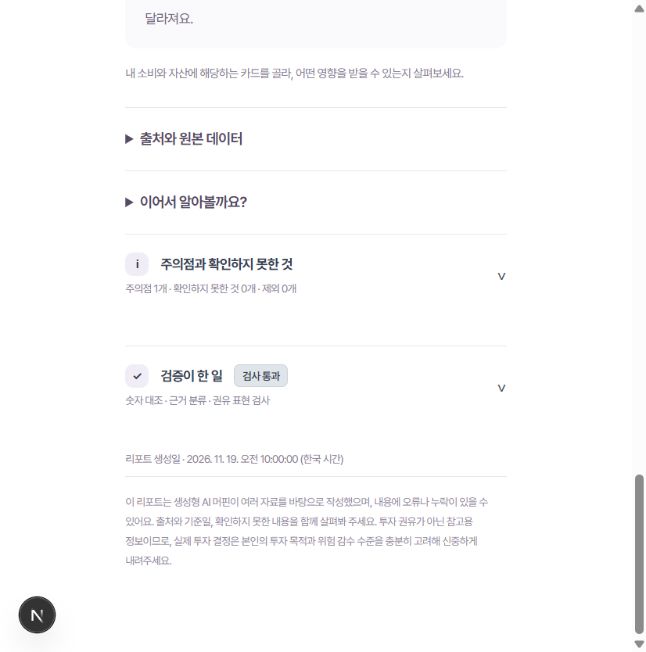 달라져요.
내 소비와 자산에 해당하는 카드를 골라, 어떤 영향을 받을 수 있는지 살펴보세요.
▶ 출처와 원본 데이터
▶ 이어서 알아볼까요?
i 주의점과 확인하지 못한 것
주의점 1개 · 확인하지 못한 것 0개 · 제외 0개
✓ 검증이 한 일 검사 통과
숫자 대조 · 근거 분류 · 권유 표현 검사
리포트 생성일 · 2026. 11. 19. 오전 10:00:00 (한국 시간)
이 리포트는 생성형 AI 머핀이 여러 자료를 바탕으로 작성했으며, 내용에 오류나 누락이 있을 수
있어요. 출처와 기준일, 확인하지 못한 내용을 함께 살펴봐 주세요. 투자 권유가 아닌 참고용
정보이므로, 실제 투자 결정은 본인의 투자 목적과 위험 감수 수준을 충분히 고려해 신중하게
내려주세요.
N